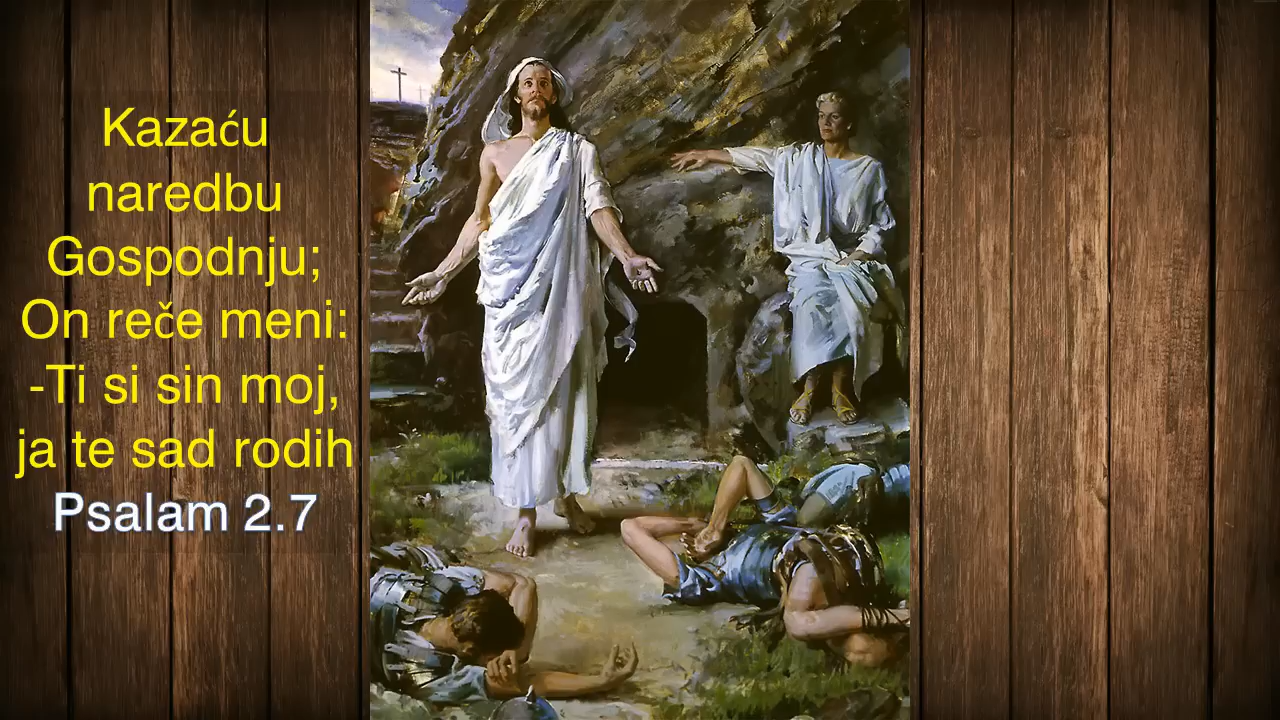 Kazaću
naredbu
Gospodnju;
On reče meni:
-Ti si sin moj,
ja te sad rodih
Psalam 2.7